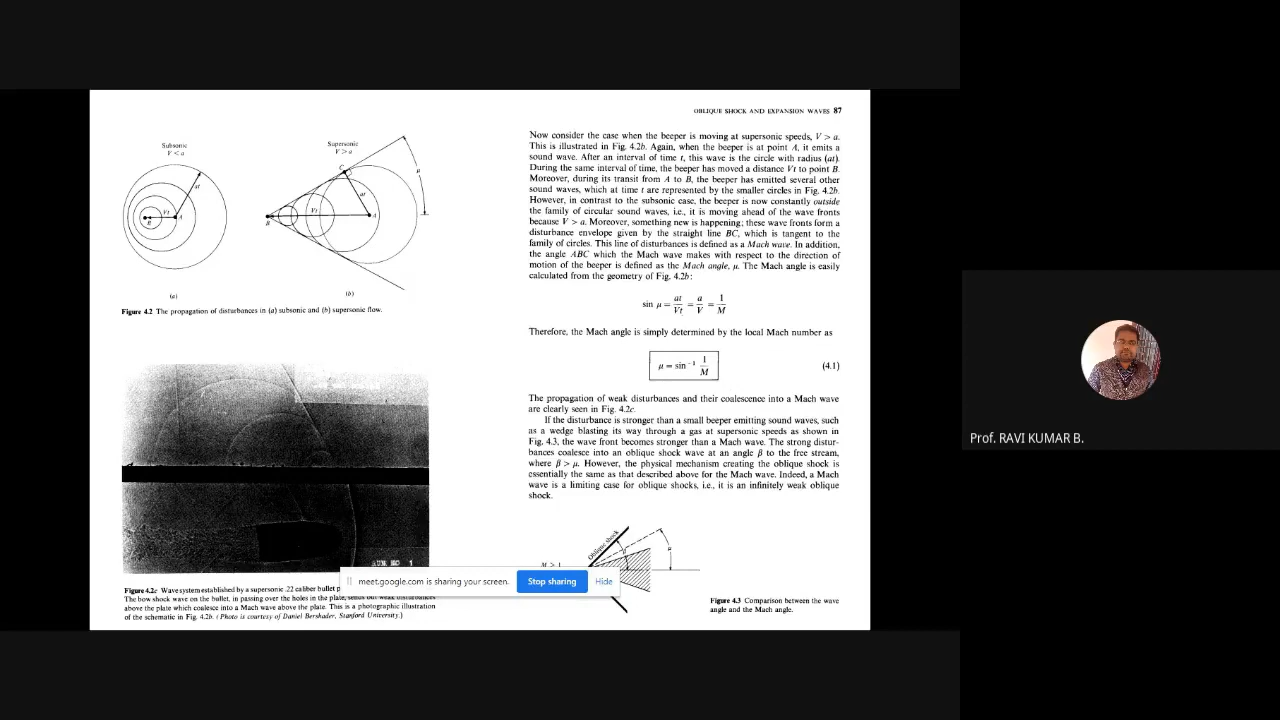 OBLIQUE SHOCK AND EXPANSION WAVES 87
Subsonic
V < a
at
Vt
B
A
(a)
Supersonic
V > a
C
at
Vt
B
A
μ
(b)
Figure 4.2 The propagation of disturbances in (a) subsonic and (b) supersonic flow.
Figure 4.2c Wave system established by a supersonic .22 caliber bullet
The bow shock wave on the bullet, in passing over the holes in the plate, sends out weak disturbances
above the plate which coalesce into a Mach wave above the plate. This is a photographic illustration
of the schematic in Fig. 4.2b. (Photo is courtesy of Daniel Bershader, Stanford University.)
Now consider the case when the beeper is moving at supersonic speeds, V > a.
This is illustrated in Fig. 4.2b. Again, when the beeper is at point A, it emits a
sound wave. After an interval of time t, this wave is the circle with radius (at).
During the same interval of time, the beeper has moved a distance Vt to point B.
Moreover, during its transit from A to B, the beeper has emitted several other
sound waves, which at time t are represented by the smaller circles in Fig. 4.2b.
However, in contrast to the subsonic case, the beeper is now constantly outside
the family of circular sound waves, i.e., it is moving ahead of the wave fronts
because V > a. Moreover, something new is happening; these wave fronts form a
disturbance envelope given by the straight line BC, which is tangent to the
family of circles. This line of disturbances is defined as a Mach wave. In addition,
the angle ABC which the Mach wave makes with respect to the direction of
motion of the beeper is defined as the Mach angle, μ. The Mach angle is easily
calculated from the geometry of Fig. 4.2b:
sin μ = at/Vt = a/V = 1/M
Therefore, the Mach angle is simply determined by the local Mach number as
μ = sin⁻¹ 1/M (4.1)
The propagation of weak disturbances and their coalescence into a Mach wave
are clearly seen in Fig. 4.2c.
If the disturbance is stronger than a small beeper emitting sound waves, such
as a wedge blasting its way through a gas at supersonic speeds as shown in
Fig. 4.3, the wave front becomes stronger than a Mach wave. The strong distur-
bances coalesce into an oblique shock wave at an angle β to the free stream,
where β > μ. However, the physical mechanism creating the oblique shock is
essentially the same as that described above for the Mach wave. Indeed, a Mach
wave is a limiting case for oblique shocks, i.e., it is an infinitely weak oblique
shock.
Oblique shock
M > 1
μ
Figure 4.3 Comparison between the wave
angle and the Mach angle.
meet.google.com is sharing your screen.
Stop sharing
Hide
Prof. RAVI KUMAR B.